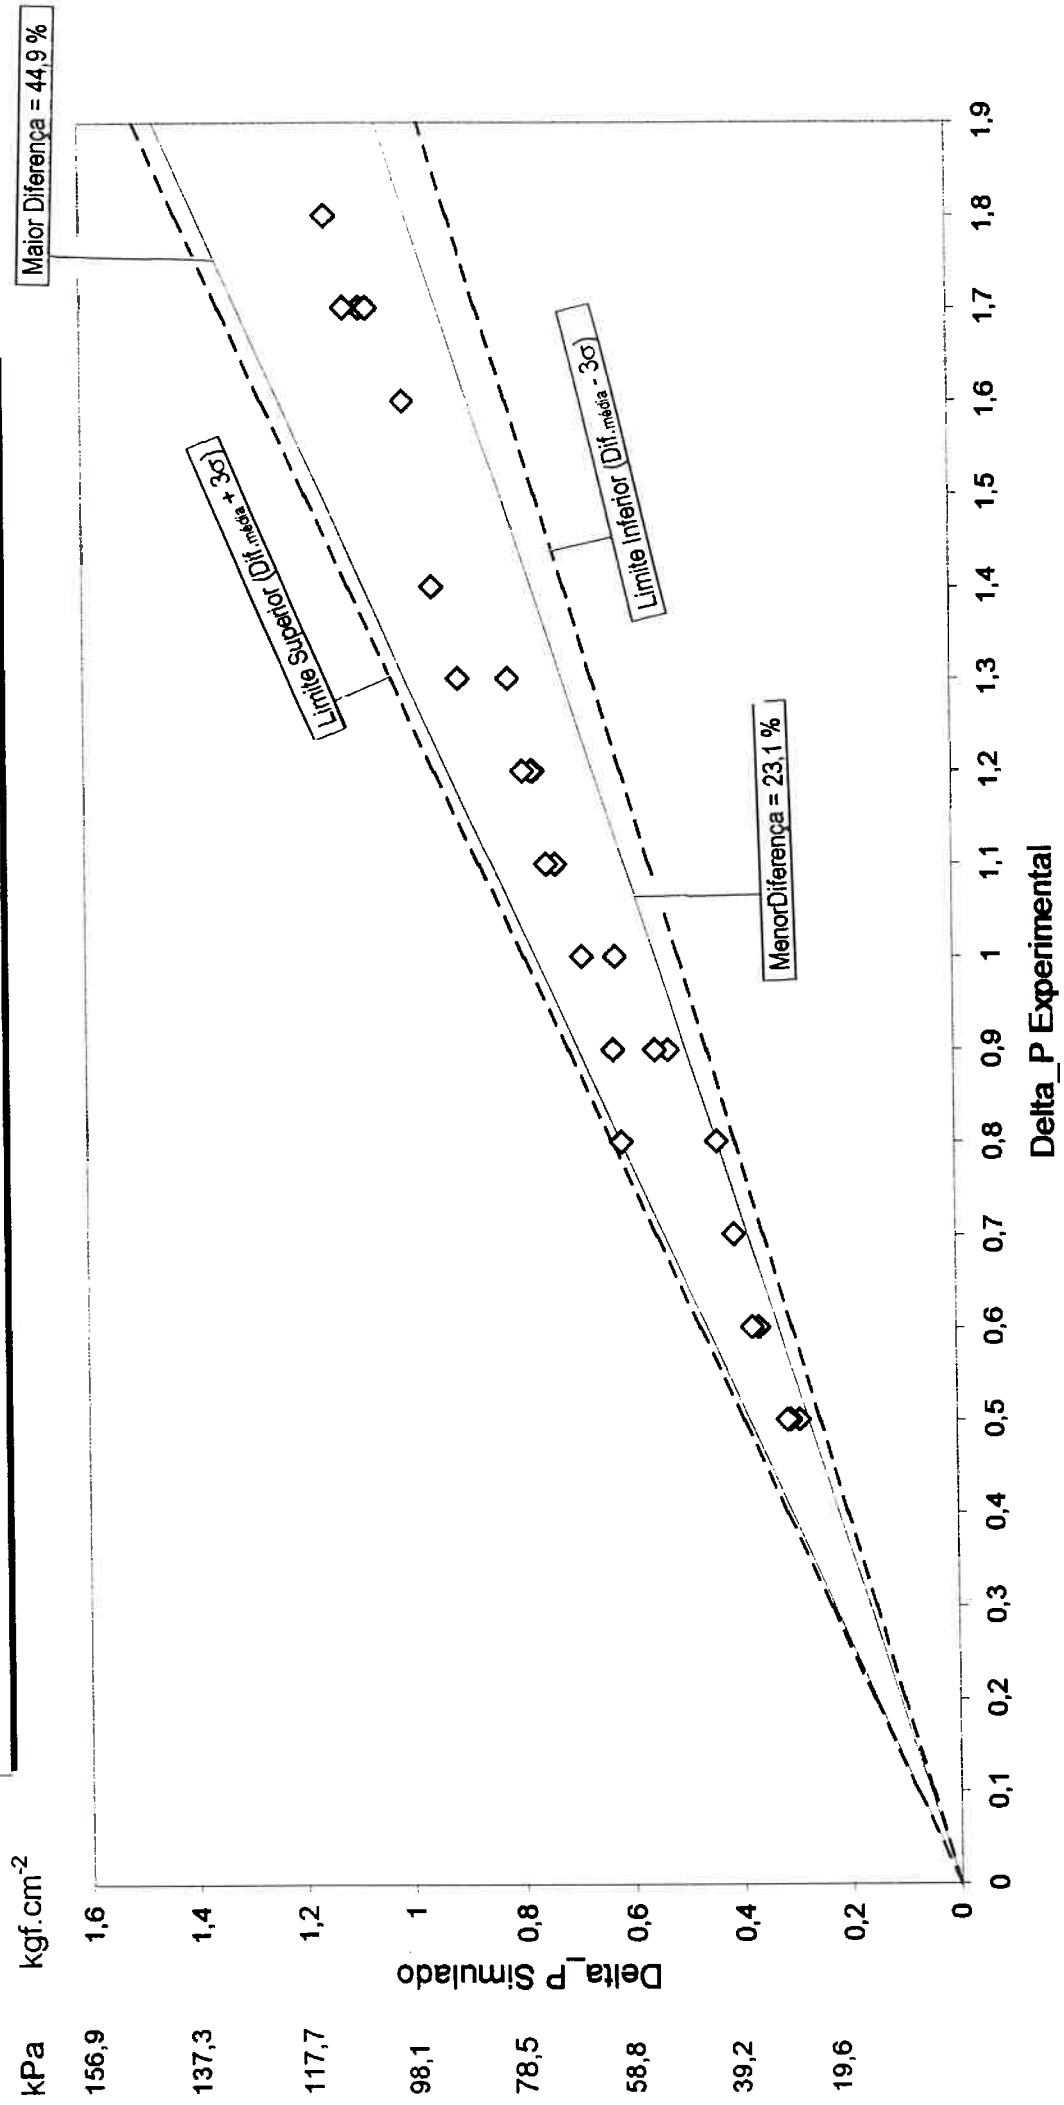 kPa
kgf.cm-2
156,9
137,3
117,7
98,1
78,5
58,8
39,2
19,6
1,6
1,4
1,2
1
0,8
0,6
0,4
0,2
0
Delta_P Simulado
Maior Diferença = 44,9 %
Limite Superior (Dif.média + 3σ)
Limite Inferior (Dif.média - 3σ)
MenorDiferença = 23,1 %
0 0,1 0,2 0,3 0,4 0,5 0,6 0,7 0,8 0,9 1 1,1 1,2 1,3 1,4 1,5 1,6 1,7 1,8 1,9
Delta_P Experimental